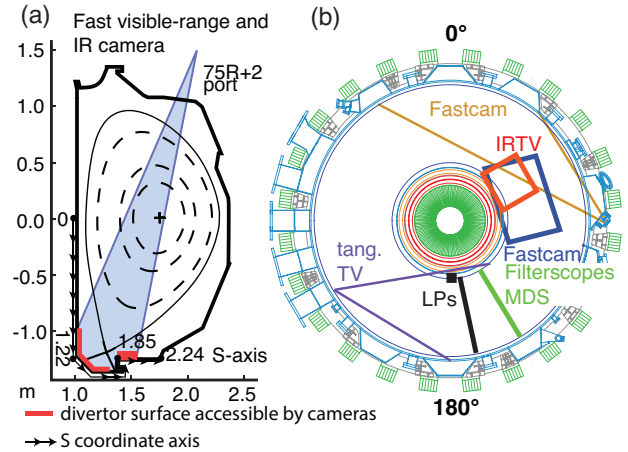 (a)
Fast visible-range and
IR camera
75R+2
port
1.5
1.0
0.5
0.0
-0.5
-1.0
0
1.22
1.85
2.24
S-axis
m
1.0
1.5
2.0
divertor surface accessible by cameras
S coordinate axis
(b)
0°
Fastcam
IRTV
tang.
TV
Fastcam
Filterscopes
LPs
MDS
180°